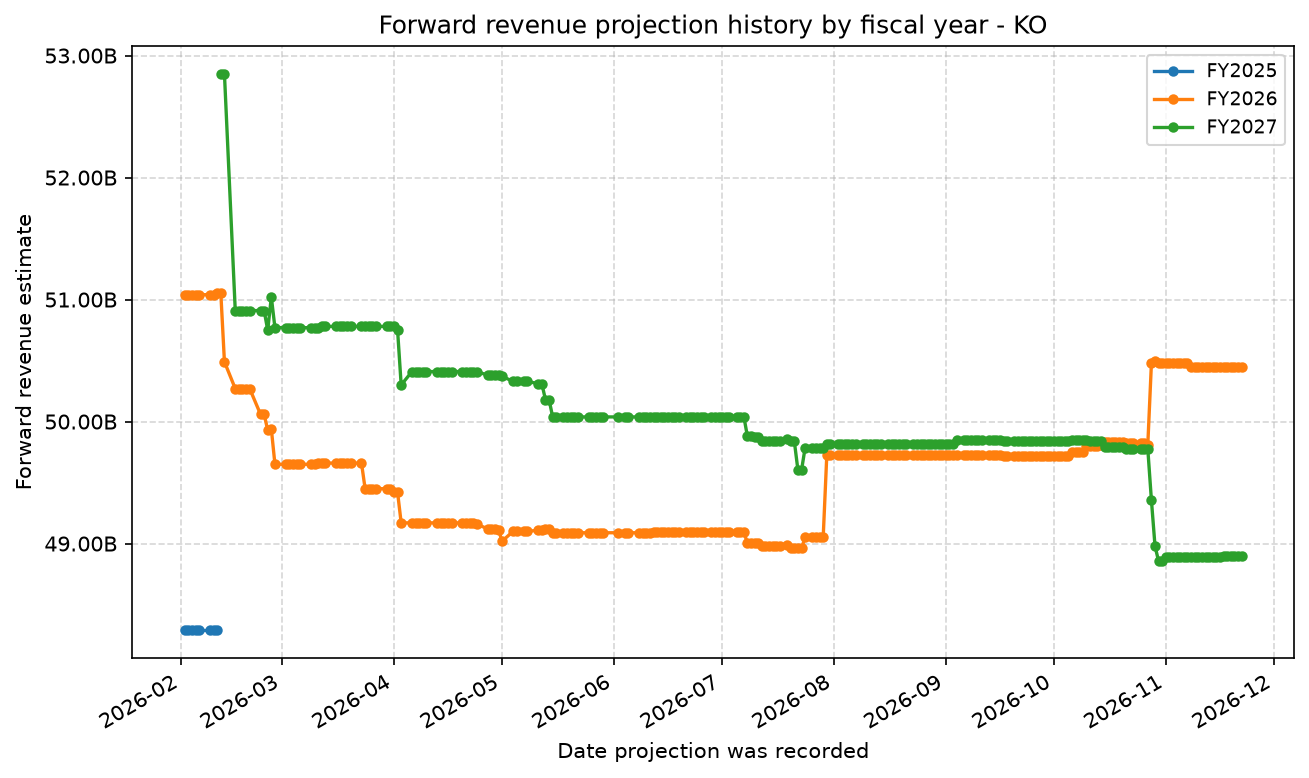 Forward revenue projection history by fiscal year - KO
53.00B
52.00B
51.00B
50.00B
49.00B
Forward revenue estimate
FY2025
FY2026
FY2027
2026-02
2026-03
2026-04
2026-05
2026-06
2026-07
2026-08
2026-09
2026-10
2026-11
2026-12
Date projection was recorded